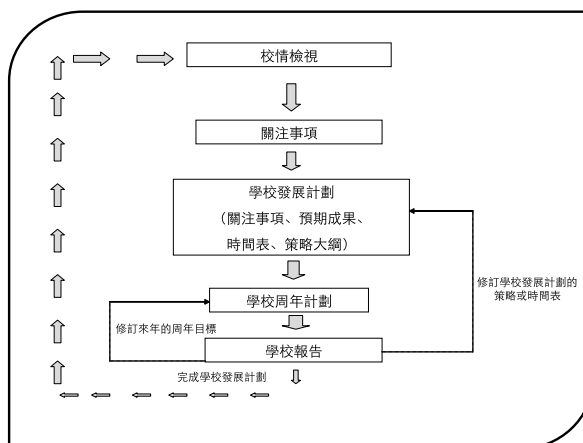 校情檢視
關注事項
學校發展計劃
（關注事項、預期成果、
時間表、策略大綱）
修訂學校發展計劃的
策略或時間表
學校周年計劃
修訂來年的周年目標
學校報告
完成學校發展計劃